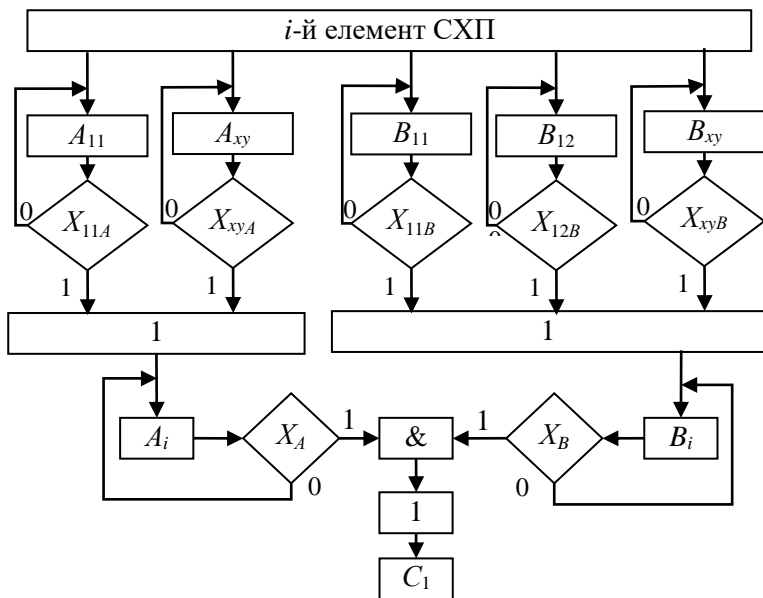 i-й елемент СХП
A11 Axy B11 B12 Bxy
X11A XxyA X11B X12B XxyB
0 0 0 0 0
1 1 1 1 1
1 1
Ai XA 1 & 1 XB Bi
0 0
1
C1